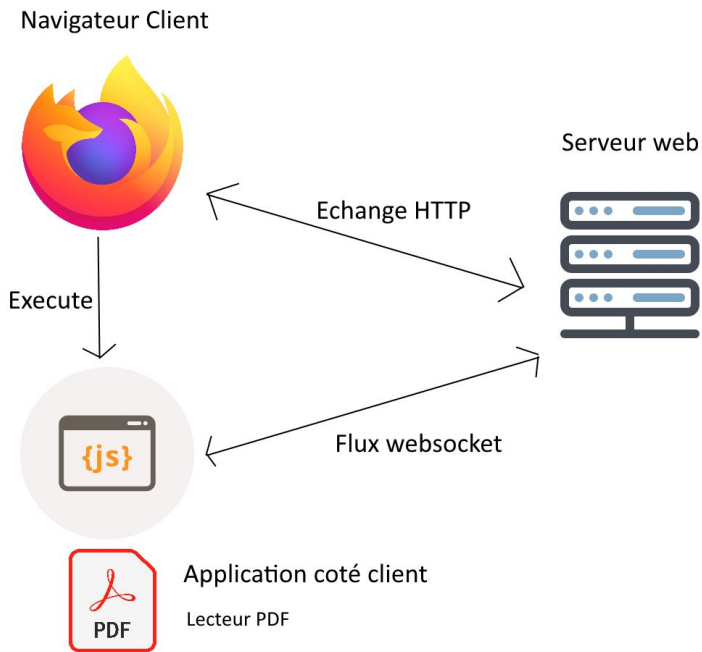 Navigateur Client
Serveur web
Echange HTTP
Execute
{js}
Flux websocket
PDF
Application coté client
Lecteur PDF